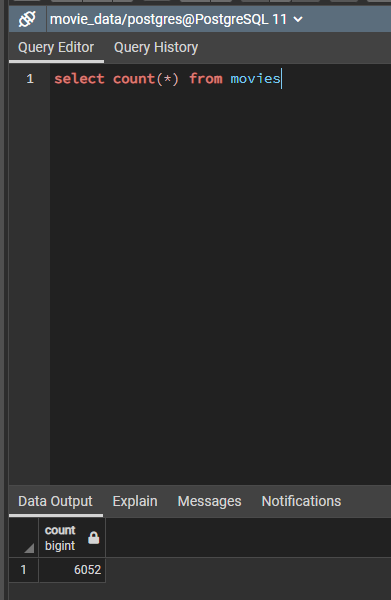 movie_data/postgres@PostgreSQL 11
Query Editor Query History
1 select count(*) from movies
Data Output Explain Messages Notifications
count
bigint
1 6052